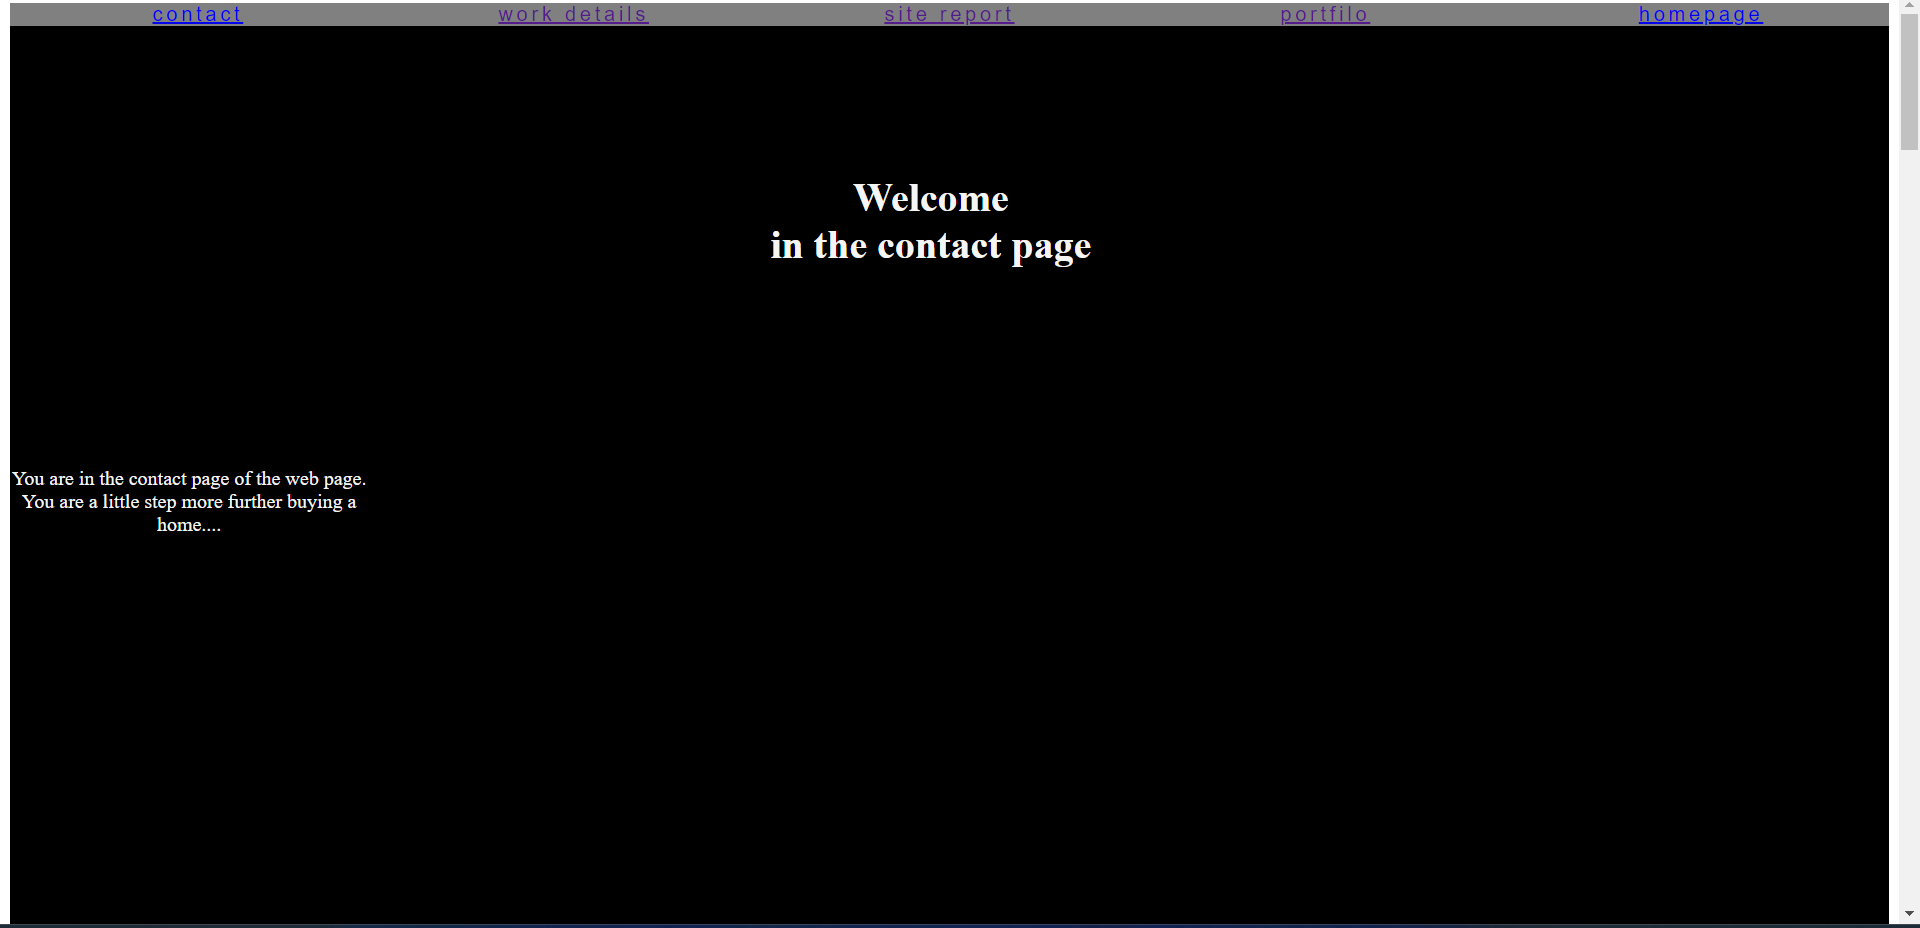 contact work details site report portfilo homepage
Welcome
in the contact page
You are in the contact page of the web page.
You are a little step more further buying a
home....